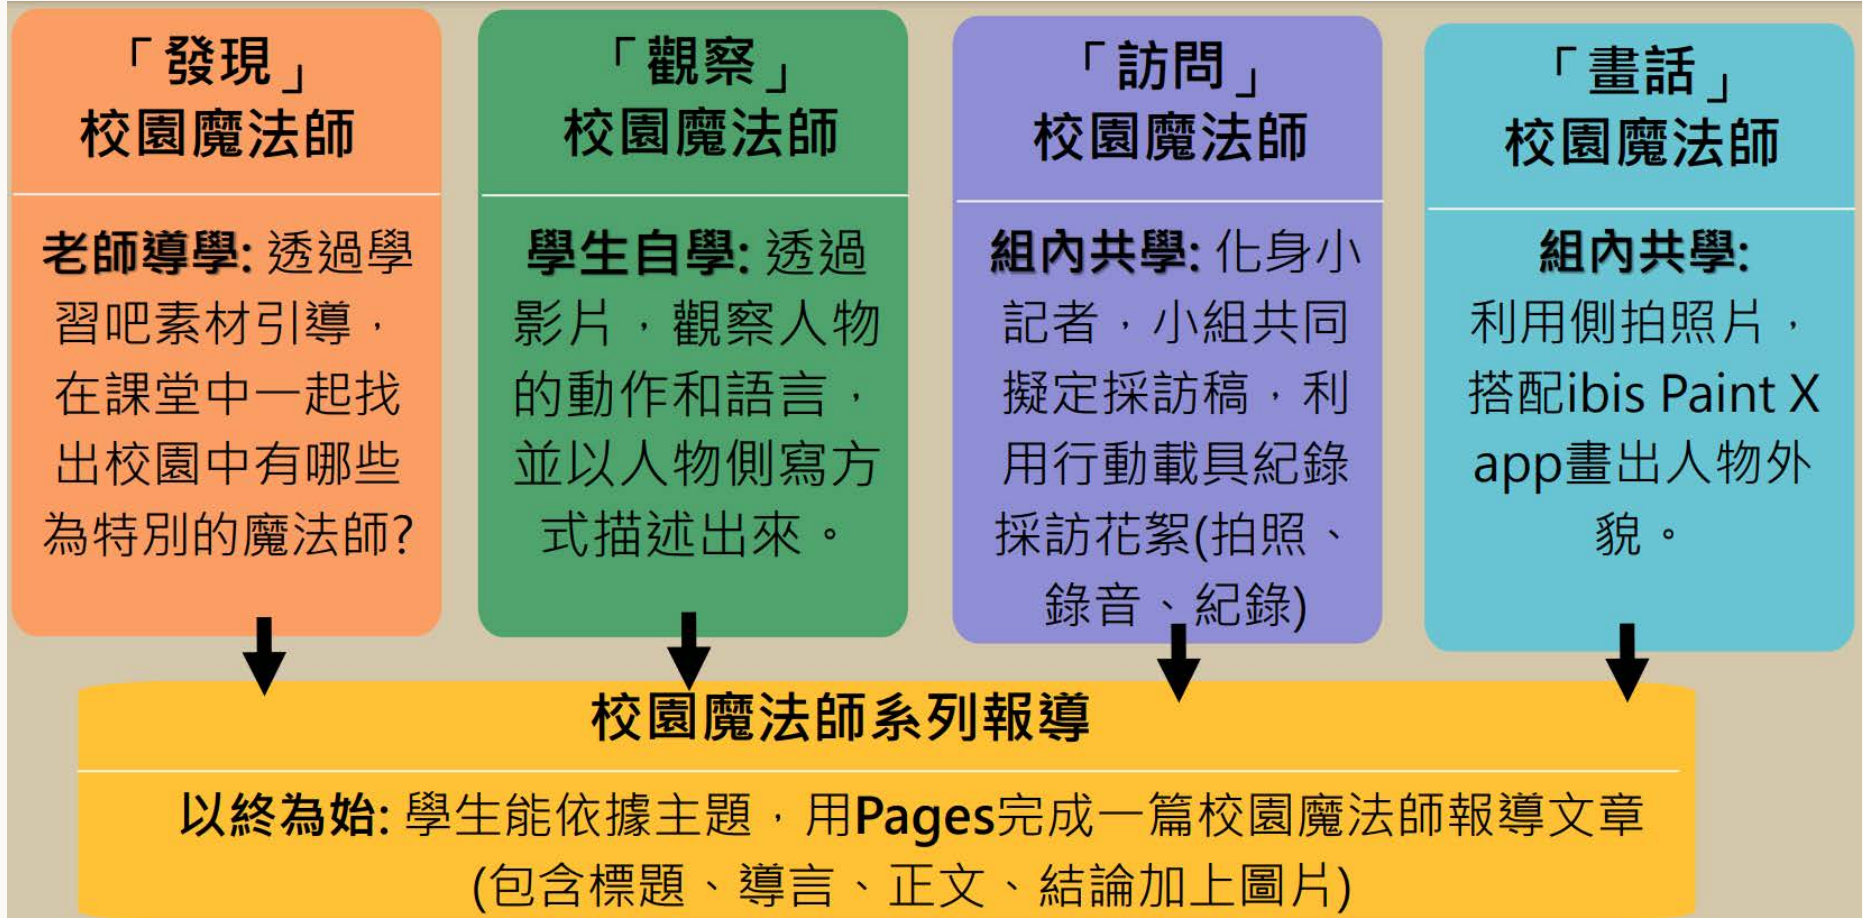 「發現」
校園魔法師
老師導學: 透過學
習吧素材引導，
在課堂中一起找
出校園中有哪些
為特別的魔法師?
「觀察」
校園魔法師
學生自學: 透過
影片，觀察人物
的動作和語言，
並以人物側寫方
式描述出來。
「訪問」
校園魔法師
組內共學: 化身小
記者，小組共同
擬定採訪稿，利
用行動載具紀錄
採訪花絮(拍照、
錄音、紀錄)
「畫話」
校園魔法師
組內共學:
利用側拍照片，
搭配ibis Paint X
app畫出人物外
貌。
校園魔法師系列報導
以終為始: 學生能依據主題，用Pages完成一篇校園魔法師報導文章
(包含標題、導言、正文、結論加上圖片)